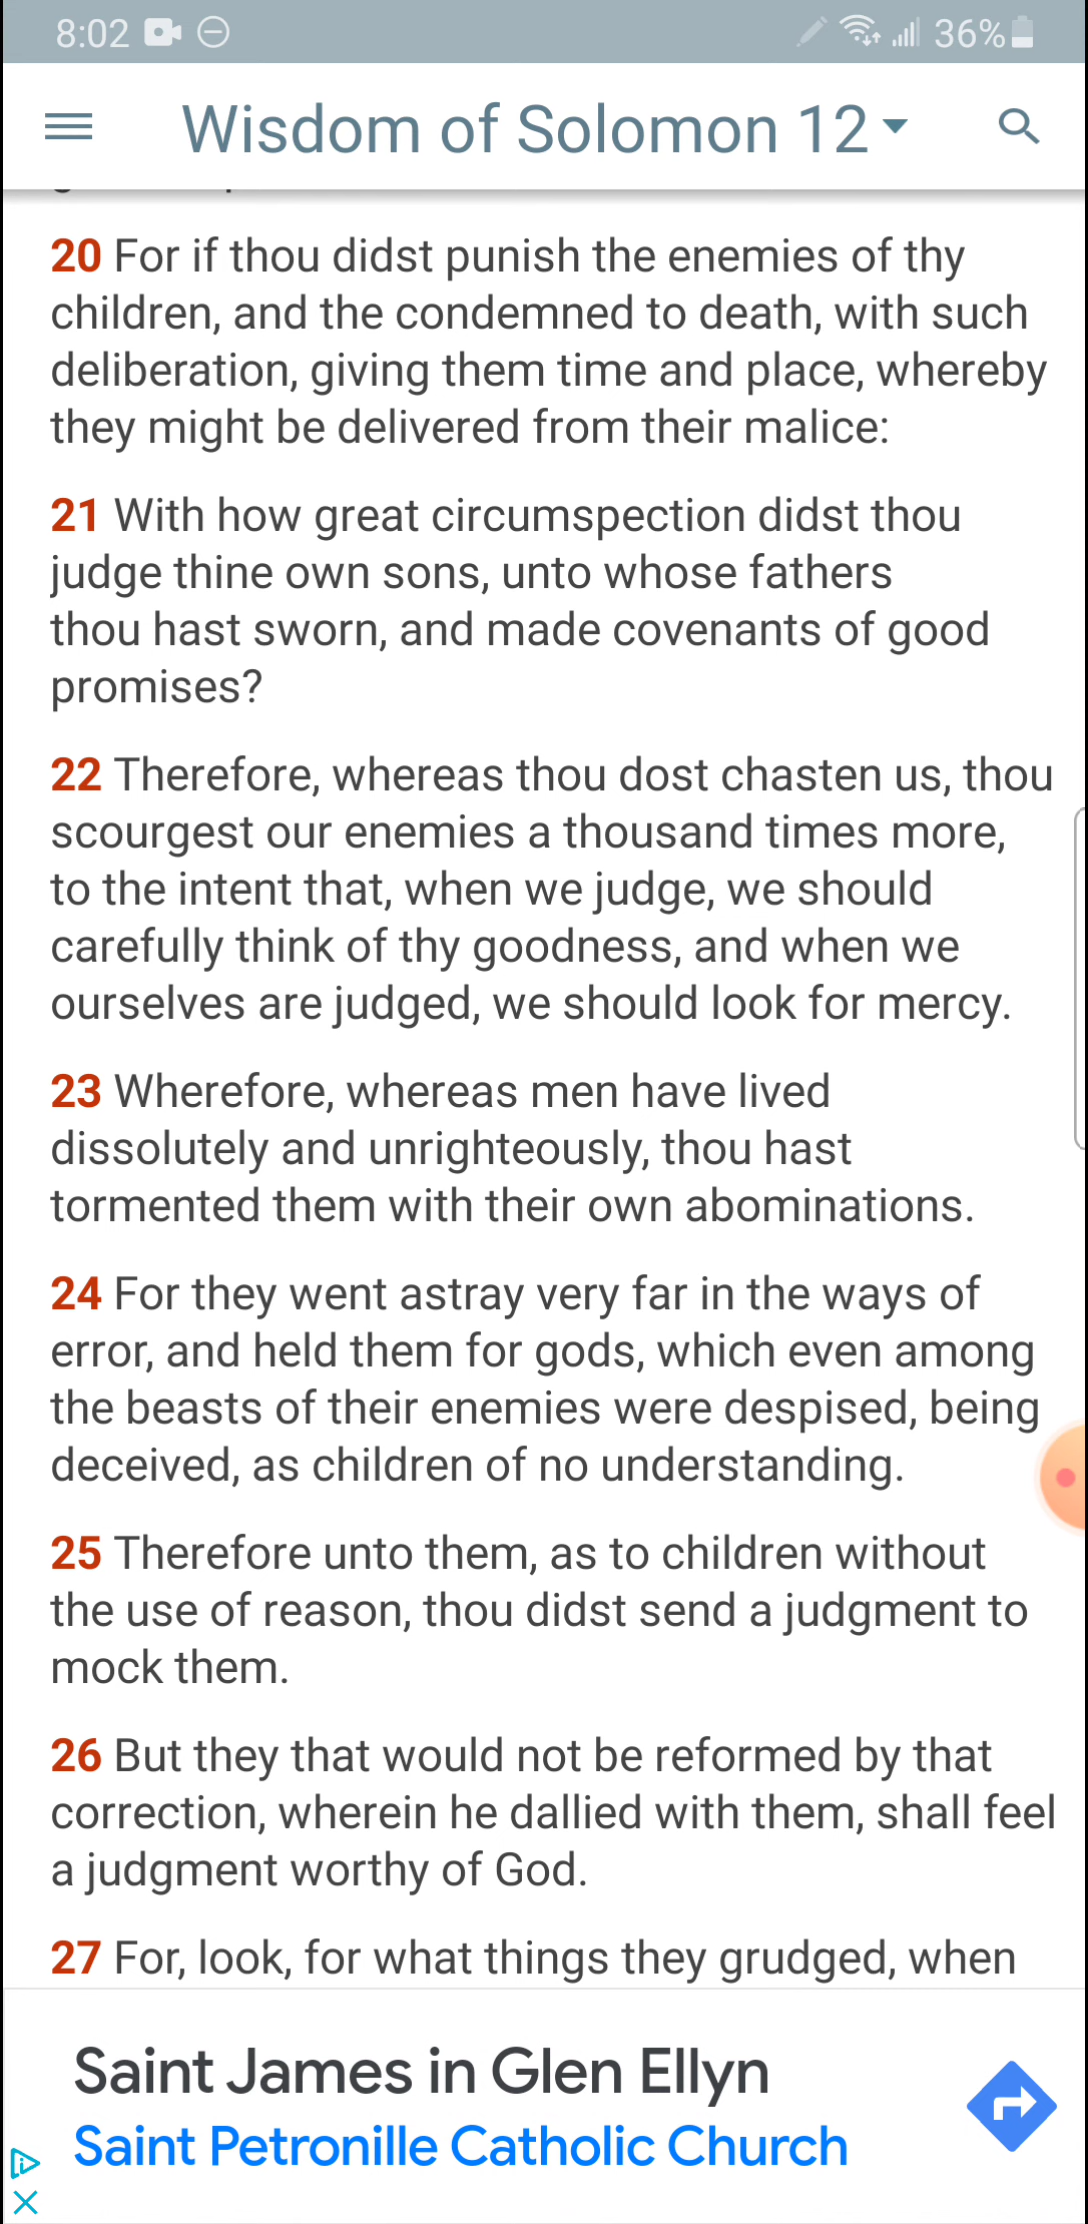 8:02
36%
Wisdom of Solomon 12
20 For if thou didst punish the enemies of thy
children, and the condemned to death, with such
deliberation, giving them time and place, whereby
they might be delivered from their malice:
21 With how great circumspection didst thou
judge thine own sons, unto whose fathers
thou hast sworn, and made covenants of good
promises?
22 Therefore, whereas thou dost chasten us, thou
scourgest our enemies a thousand times more,
to the intent that, when we judge, we should
carefully think of thy goodness, and when we
ourselves are judged, we should look for mercy.
23 Wherefore, whereas men have lived
dissolutely and unrighteously, thou hast
tormented them with their own abominations.
24 For they went astray very far in the ways of
error, and held them for gods, which even among
the beasts of their enemies were despised, being
deceived, as children of no understanding.
25 Therefore unto them, as to children without
the use of reason, thou didst send a judgment to
mock them.
26 But they that would not be reformed by that
correction, wherein he dallied with them, shall feel
a judgment worthy of God.
27 For, look, for what things they grudged, when
Saint James in Glen Ellyn
Saint Petronille Catholic Church